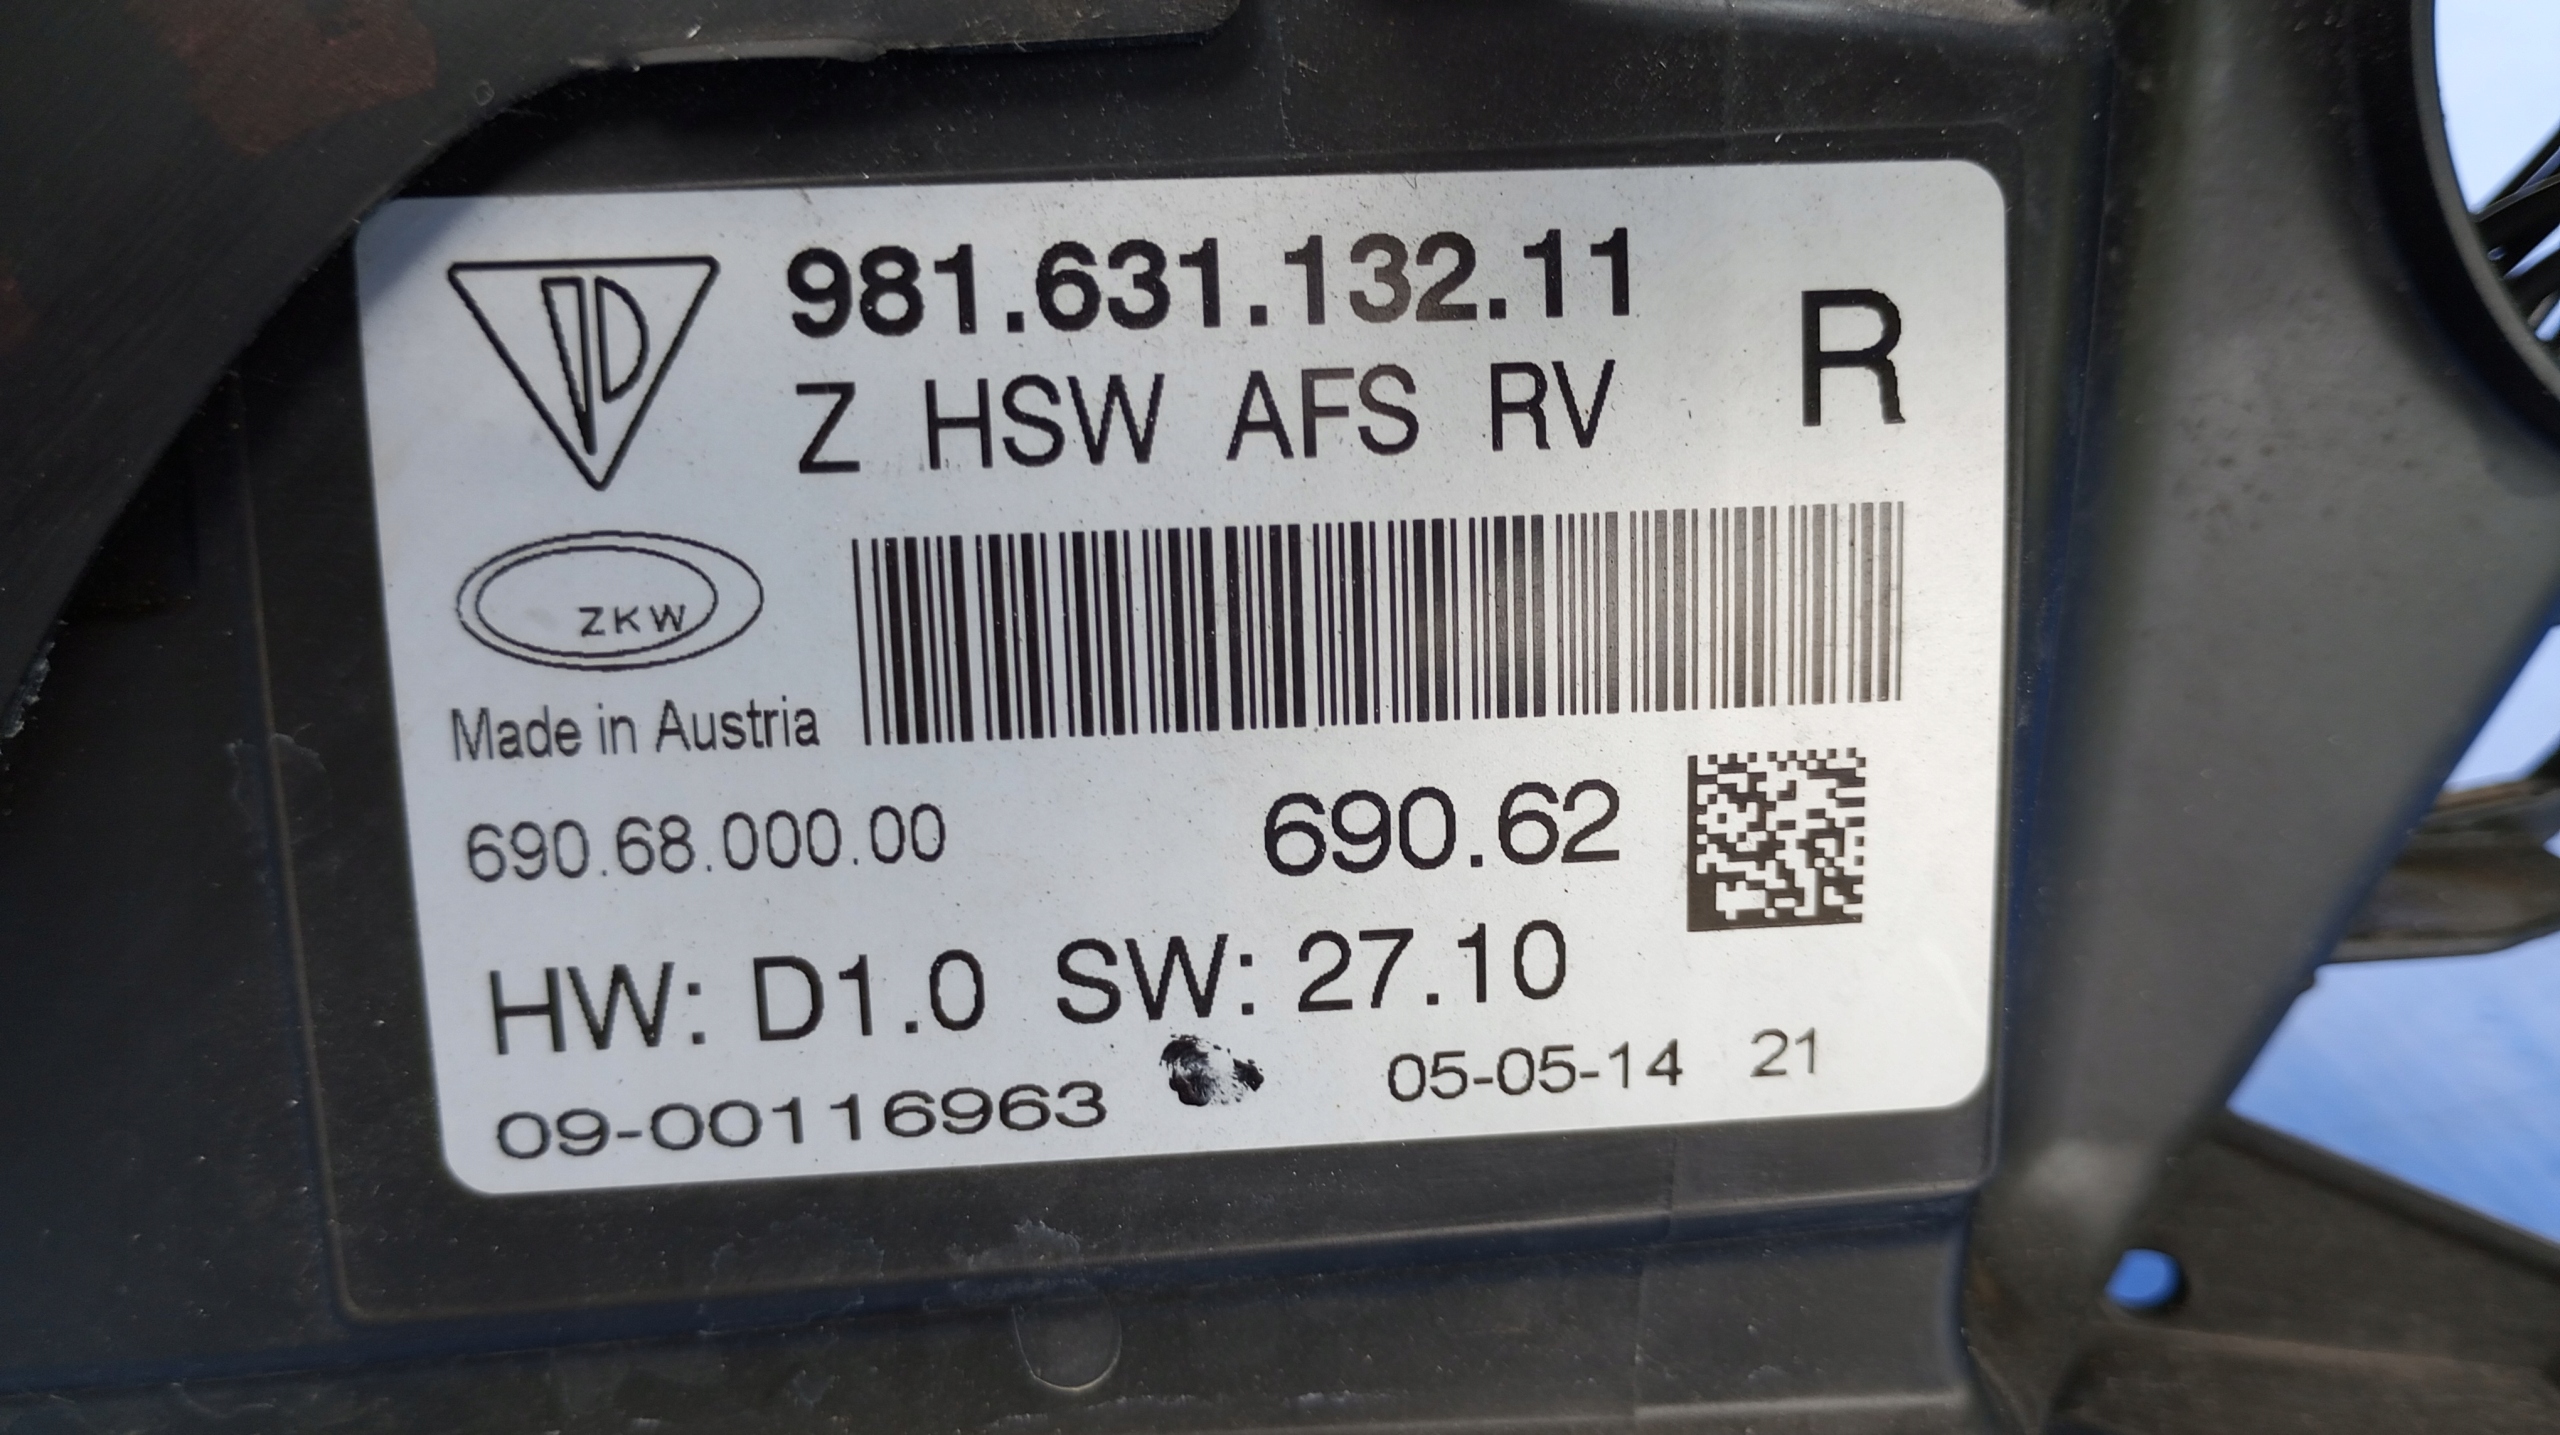 981.631.132.11
Z HSW AFS RV
R
ZKW
Made in Austria
690.68.000.00
690.62
HW: D1.0 SW: 27.10
09-00116963
05-05-14 21